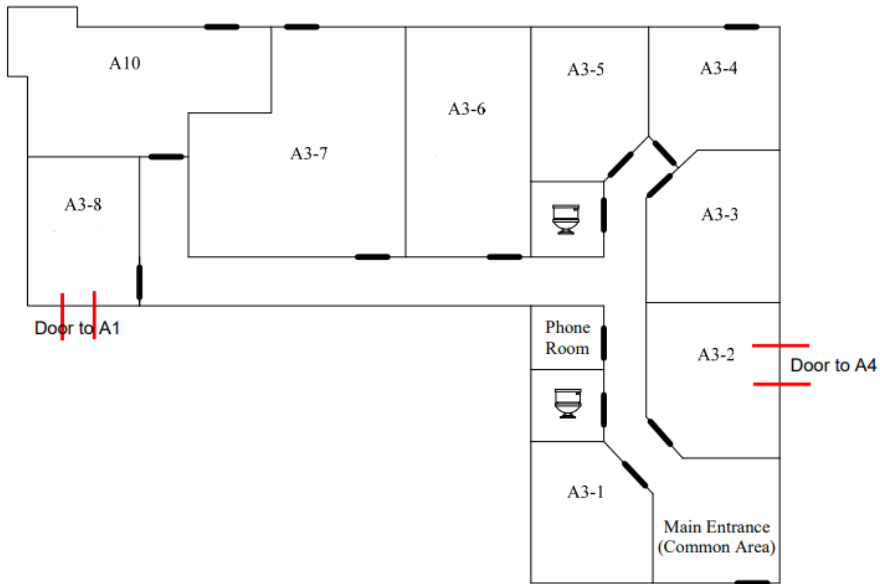 A10
A3-5
A3-4
A3-6
A3-7
A3-8
A3-3
Door to A1
Phone
Room
A3-2
Door to A4
A3-1
Main Entrance
(Common Area)